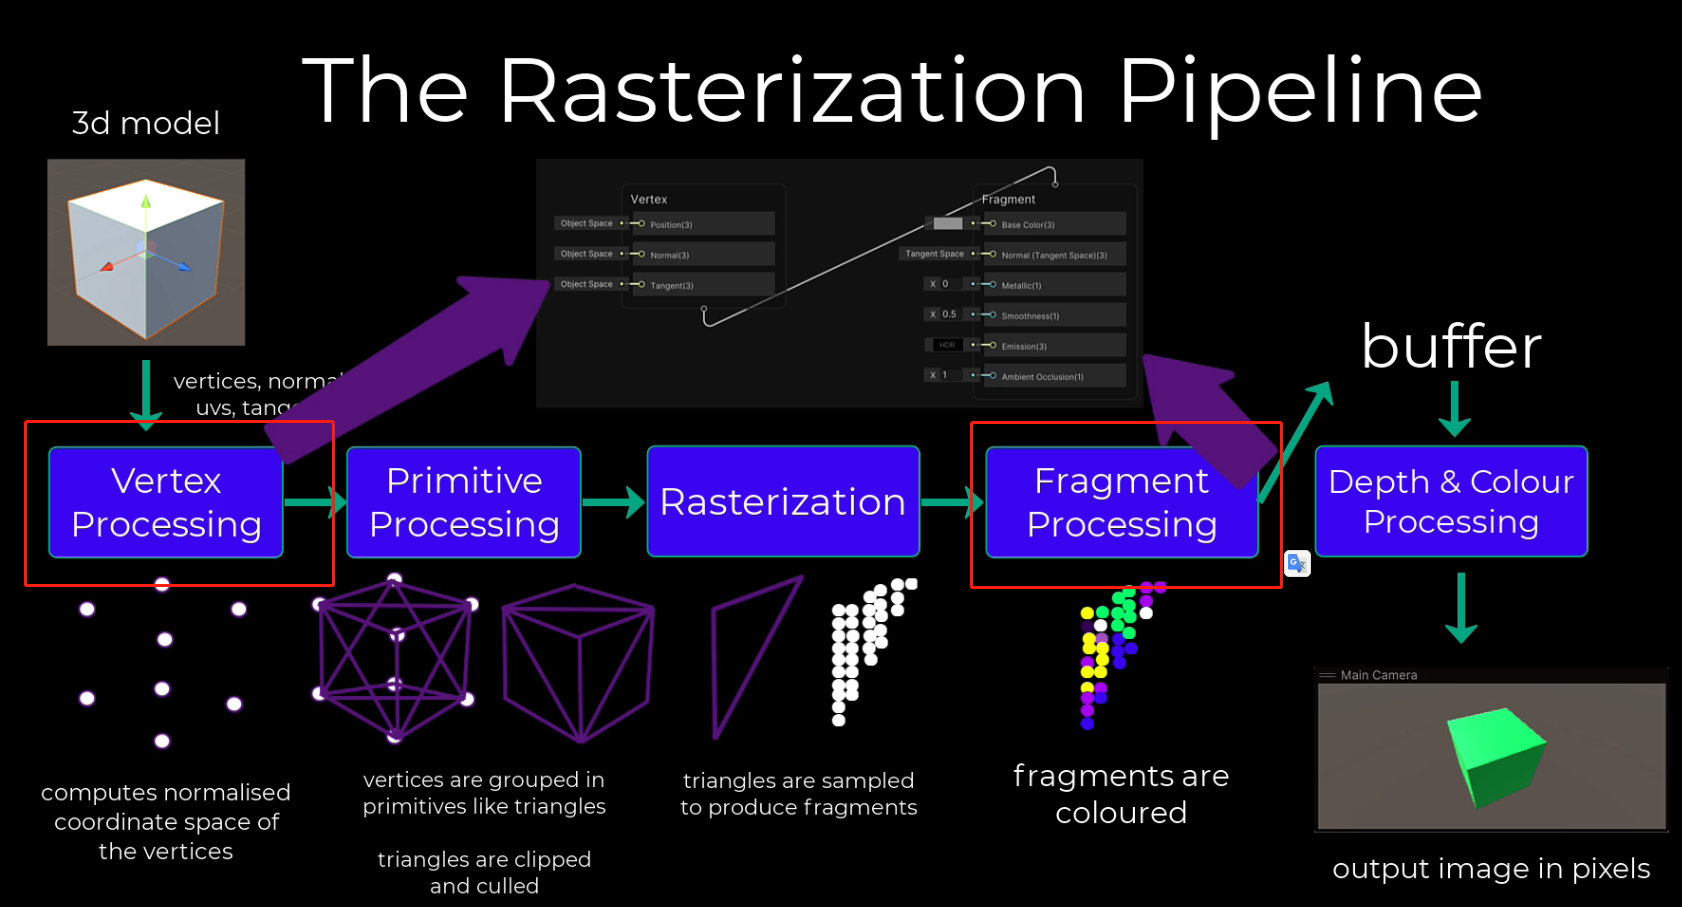 The Rasterization Pipeline
3d model
Vertex
Object Space
Position(3)
Object Space
Normal(3)
Object Space
Tangent(3)
Fragment
Base Color(3)
Tangent Space
Normal (Tangent Space)(3)
X 0
Metallic(1)
X 0.5
Smoothness(1)
HDR
Emission(3)
X 1
Ambient Occlusion(1)
vertices,
uvs,
buffer
Vertex
Processing
Primitive
Processing
Rasterization
Fragment
Processing
Depth & Colour
Processing
G
computes normalised
coordinate space of
the vertices
vertices are grouped in
primitives like triangles
triangles are clipped
and culled
triangles are sampled
to produce fragments
fragments are
coloured
Main Camera
output image in pixels